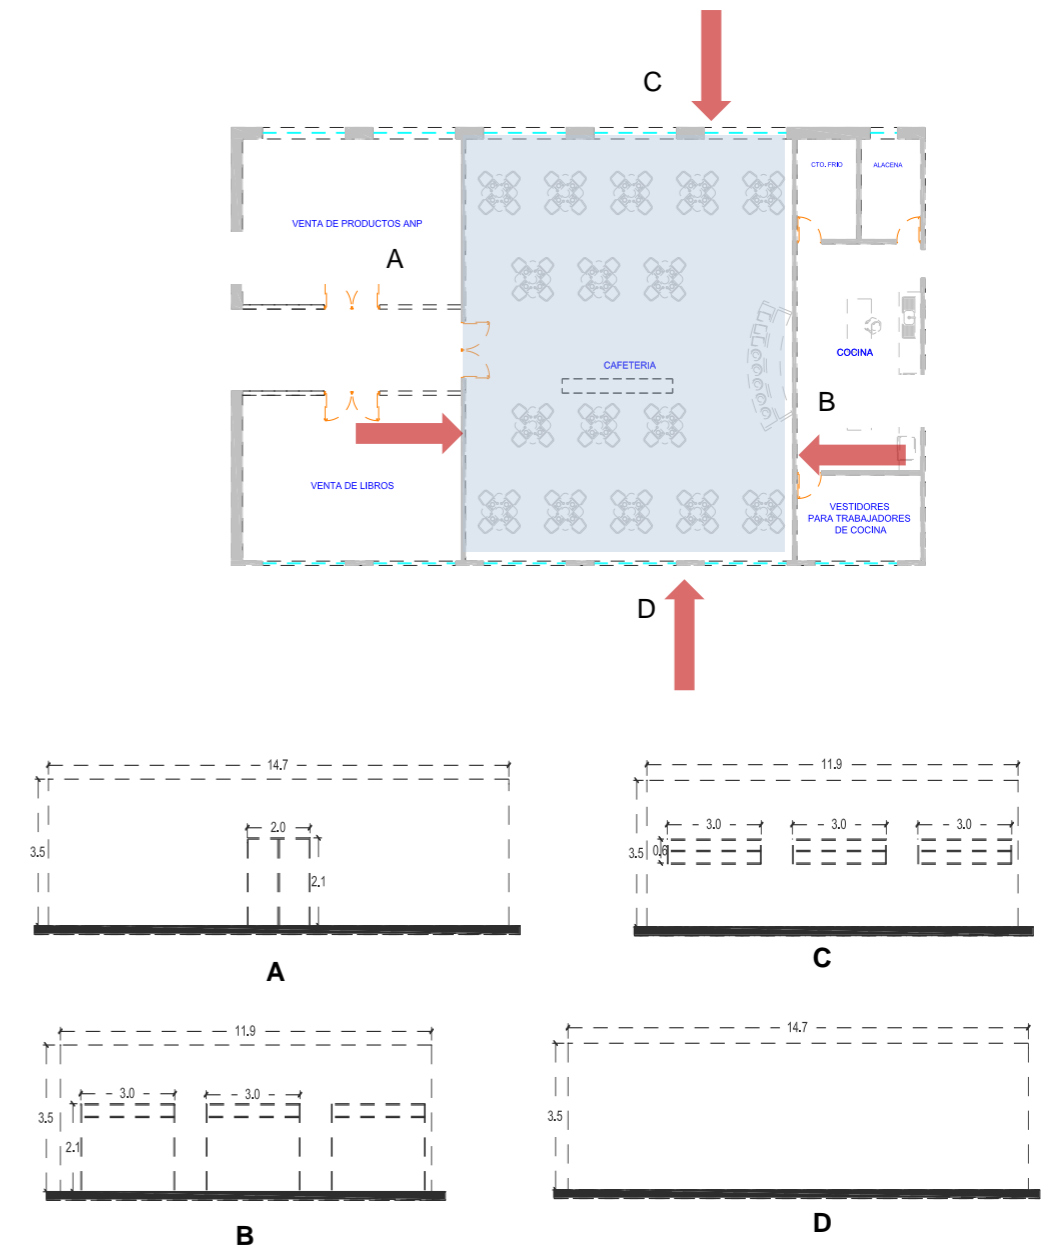 C
CTO. FRIO
ALACENA
VENTA DE PRODUCTOS ANP
A
COCINA
CAFETERIA
B
VENTA DE LIBROS
VESTIDORES
PARA TRABAJADORES
DE COCINA
D
14.7
2.0
3.5
2.1
A
11.9
3.0
3.0
3.0
3.5
0.6
C
11.9
3.0
3.0
3.5
2.1
B
14.7
3.5
D